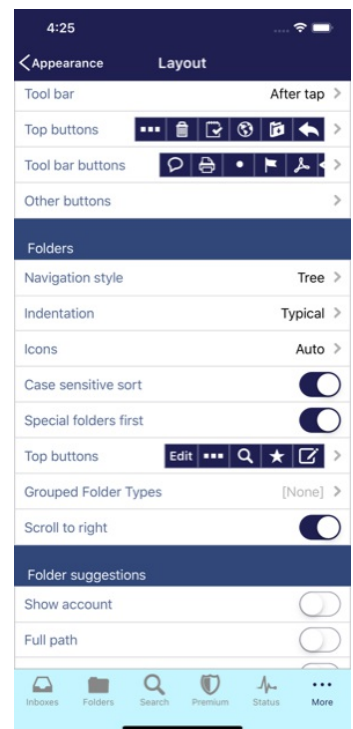 4:25
Appearance Layout
Tool bar After tap
Top buttons
Tool bar buttons
Other buttons
Folders
Navigation style Tree
Indentation Typical
Icons Auto
Case sensitive sort
Special folders first
Top buttons Edit
Grouped Folder Types [None]
Scroll to right
Folder suggestions
Show account
Full path
Inboxes Folders Search Premium Status More